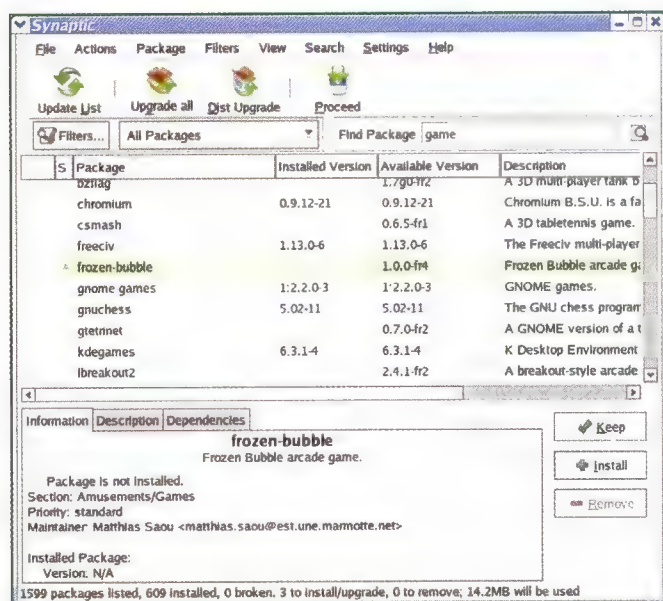 Synaptic
File Actions Package Filters View Search Settings Help
Update List Upgrade all Dist Upgrade Proceed
Filters... All Packages Find Package game
S Package Installed Version Available Version Description
bzflag 1.7g0-fr2 A 3D multi-player tank b
chromium 0.9.12-21 0.9.12-21 Chromium B.S.U. is a fa
csmash 0.6.5-fr1 A 3D tabletennis game.
freeciv 1.13.0-6 1.13.0-6 The Freeciv multi-player
frozen-bubble 1.0.0-fr4 Frozen Bubble arcade ga
gnome games 1:2.2.0-3 1:2.2.0-3 GNOME games.
gnuchess 5.02-11 5.02-11 The GNU chess program
gtetrinet 0.7.0-fr2 A GNOME version of a t
kdegames 6.3.1-4 6.3.1-4 K Desktop Environment
lbreakout2 2.4.1-fr2 A breakout-style arcade
Information Description Dependencies
frozen-bubble
Frozen Bubble arcade game.
Package is not installed.
Section: Amusements/Games
Priority: standard
Maintainer Matthias Saou <matthias.saou@est.une.marmotte.net>
Installed Package:
Version: N/A
Keep
Install
Remove
1599 packages listed, 609 installed, 0 broken. 3 to install/upgrade, 0 to remove; 14.2MB will be used